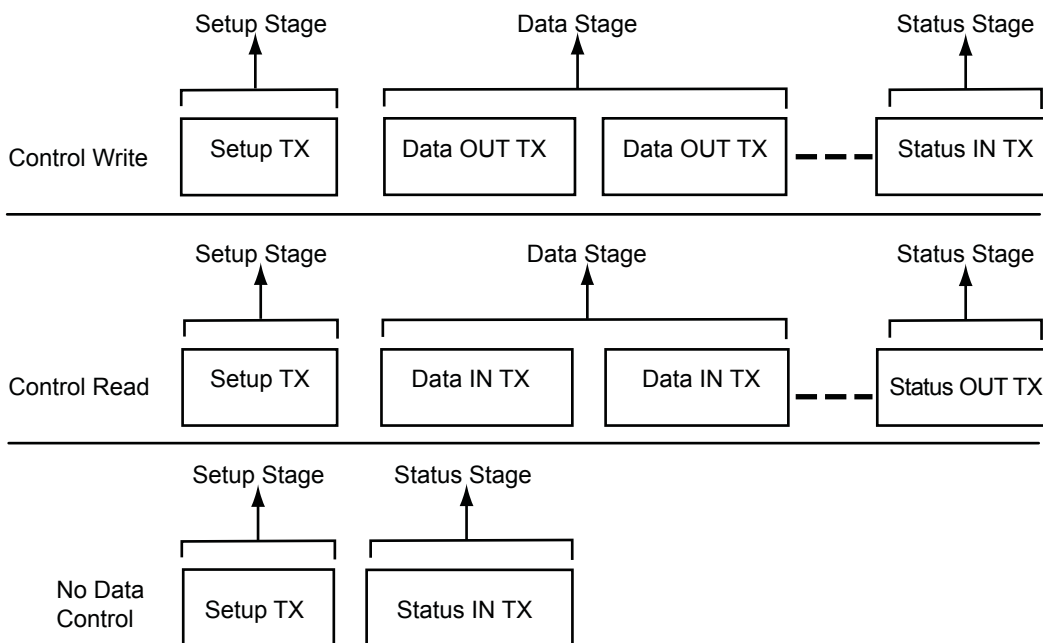 Setup Stage Data Stage Status Stage
Control Write Setup TX Data OUT TX Data OUT TX Status IN TX
Setup Stage Data Stage Status Stage
Control Read Setup TX Data IN TX Data IN TX Status OUT TX
Setup Stage Status Stage
No Data
Control Setup TX Status IN TX